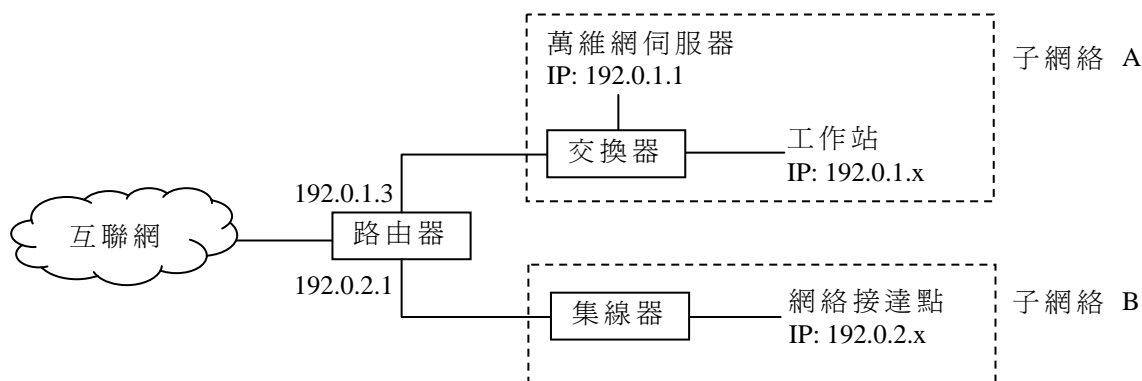 萬維網伺服器
IP: 192.0.1.1
子網絡 A
交換器
工作站
IP: 192.0.1.x
192.0.1.3
互聯網
路由器
192.0.2.1
集線器
網絡接達點
IP: 192.0.2.x
子網絡 B